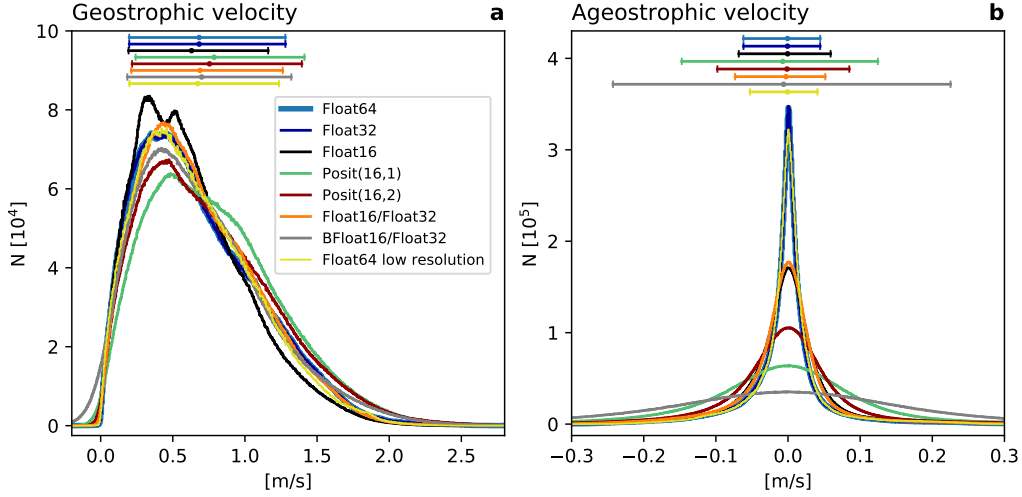 Geostrophic velocity a
10
8
6
4
2
0
N [10⁴]
Float64
Float32
Float16
Posit(16,1)
Posit(16,2)
Float16/Float32
BFloat16/Float32
Float64 low resolution
0.0 0.5 1.0 1.5 2.0 2.5
[m/s]
Ageostrophic velocity b
4
3
2
1
0
N [10⁵]
−0.3 −0.2 −0.1 0.0 0.1 0.2 0.3
[m/s]